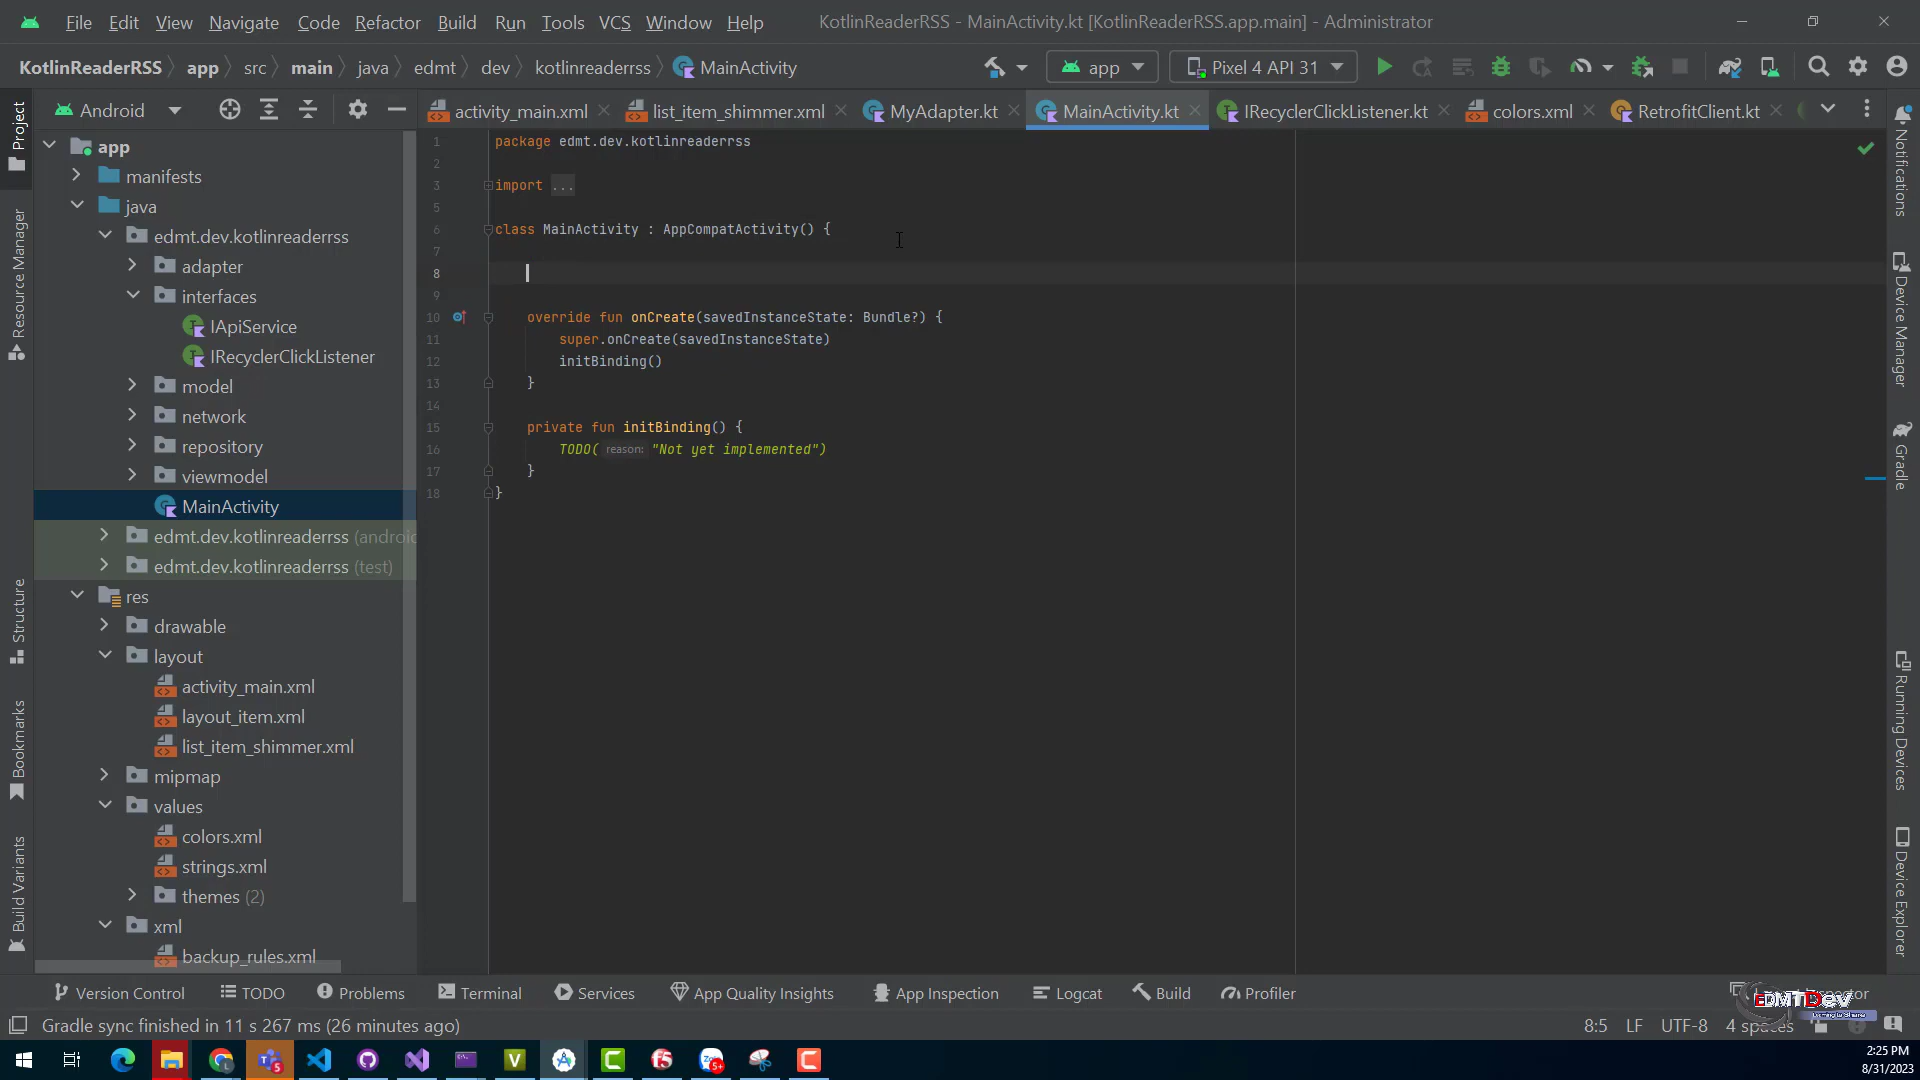 File Edit View Navigate Code Refactor Build Run Tools VCS Window Help KotlinReaderRSS - MainActivity.kt [KotlinReaderRSS.app.main] - Administrator
KotlinReaderRSS app src main java edmt dev kotlinreaderrss MainActivity app Pixel 4 API 31
Android activity_main.xml list_item_shimmer.xml MyAdapter.kt MainActivity.kt IRecyclerClickListener.kt colors.xml RetrofitClient.kt
Project
Resource Manager
Structure
Bookmarks
Build Variants
app
manifests
java
edmt.dev.kotlinreaderrss
adapter
interfaces
IApiService
IRecyclerClickListener
model
network
repository
viewmodel
MainActivity
edmt.dev.kotlinreaderrss (androi
edmt.dev.kotlinreaderrss (test)
res
drawable
layout
activity_main.xml
layout_item.xml
list_item_shimmer.xml
mipmap
values
colors.xml
strings.xml
themes (2)
xml
backup_rules.xml
1 package edmt.dev.kotlinreaderrss
2
3 import ...
5
6 class MainActivity : AppCompatActivity() {
7
8
9
10 override fun onCreate(savedInstanceState: Bundle?) {
11 super.onCreate(savedInstanceState)
12 initBinding()
13 }
14
15 private fun initBinding() {
16 TODO( reason: "Not yet implemented")
17 }
18 }
Notifications
Device Manager
Gradle
Running Devices
Device Explorer
Version Control TODO Problems Terminal Services App Quality Insights App Inspection Logcat Build Profiler
EDMTDev
Gradle sync finished in 11 s 267 ms (26 minutes ago) 8:5 LF UTF-8 4 spaces
2:25 PM
8/31/2023